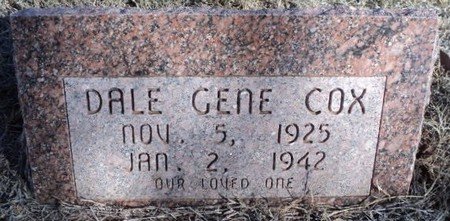 DALE GENE COX
NOV. 5, 1925
JAN. 2, 1942
OUR LOVED ONE